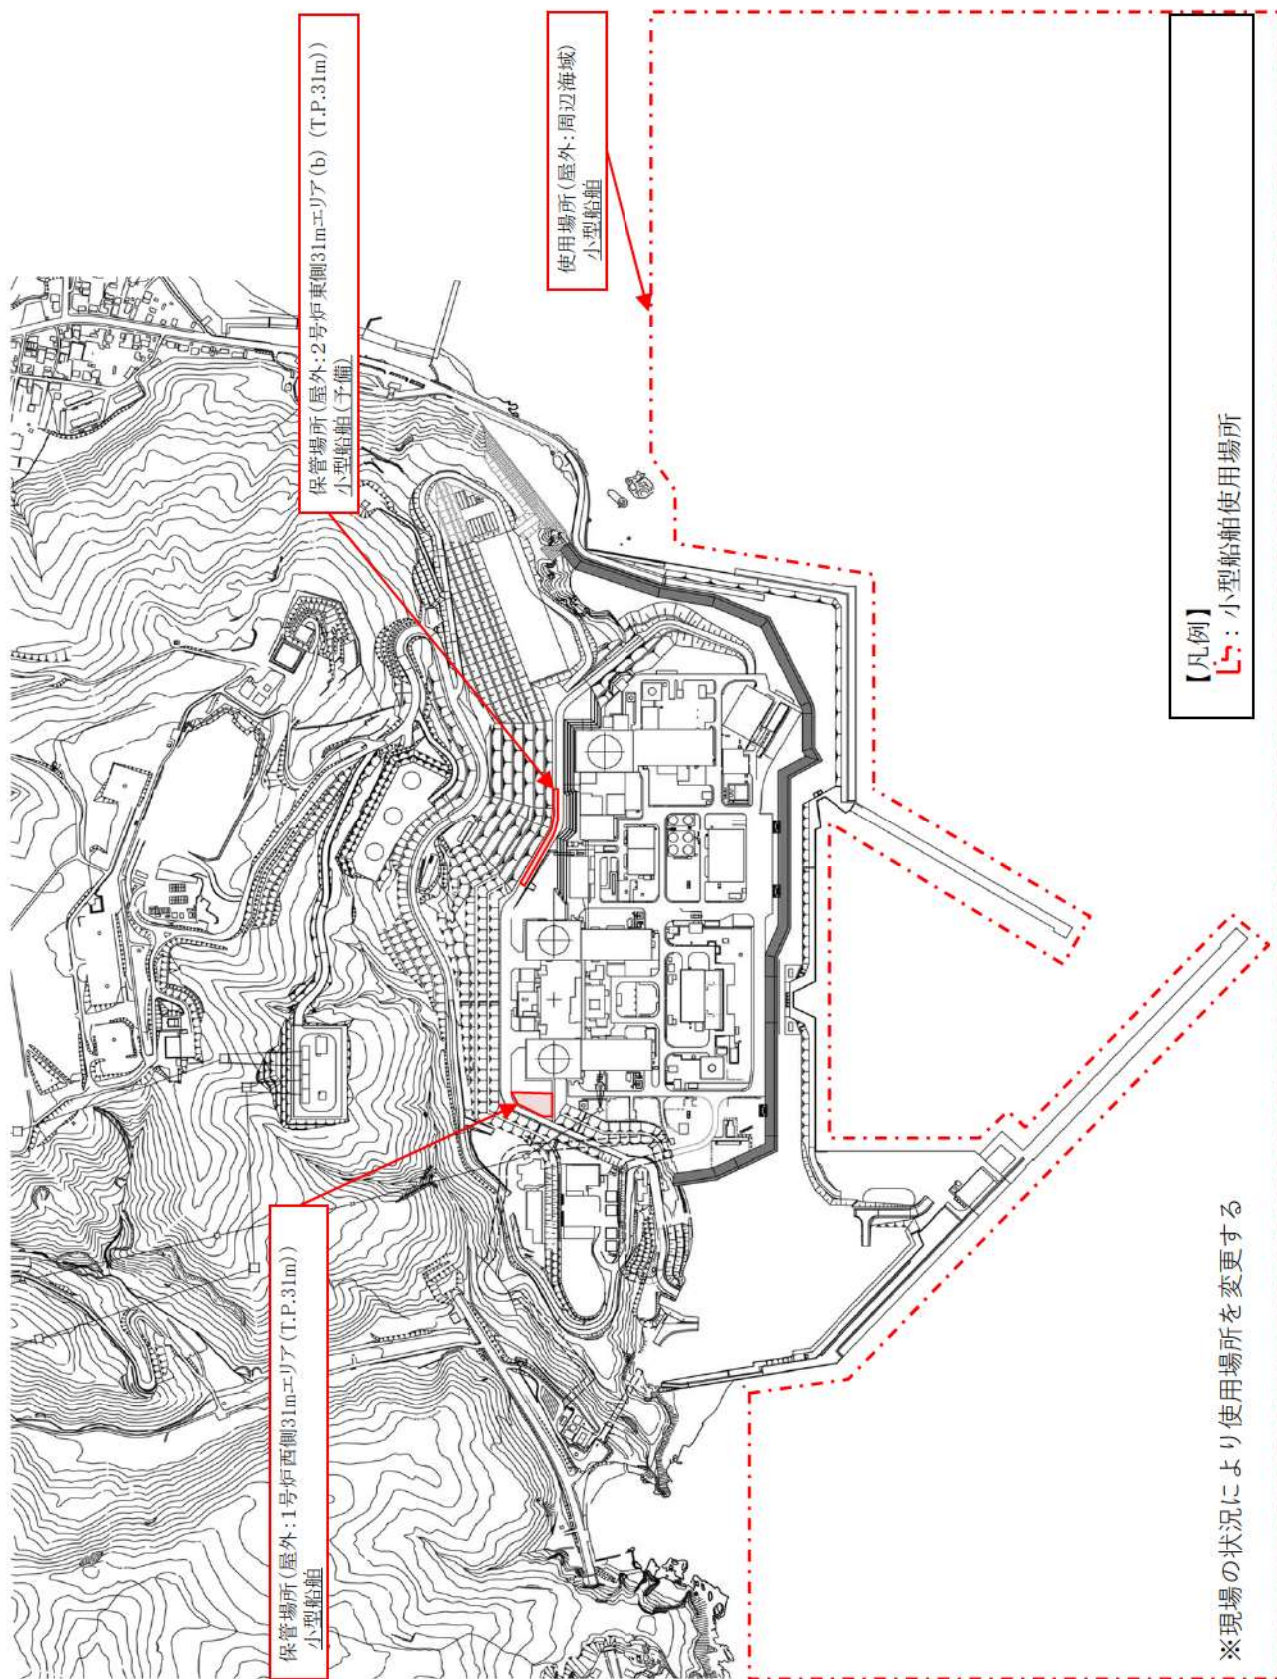 保管場所(屋外:1号炉西側31mエリア(T.P.31m))
小型船舶
保管場所(屋外:2号炉東側31mエリア(b) (T.P.31m))
小型船舶(予備)
使用場所(屋外:周辺海域)
小型船舶
【凡例】
:小型船舶使用場所
※現場の状況により使用場所を変更する